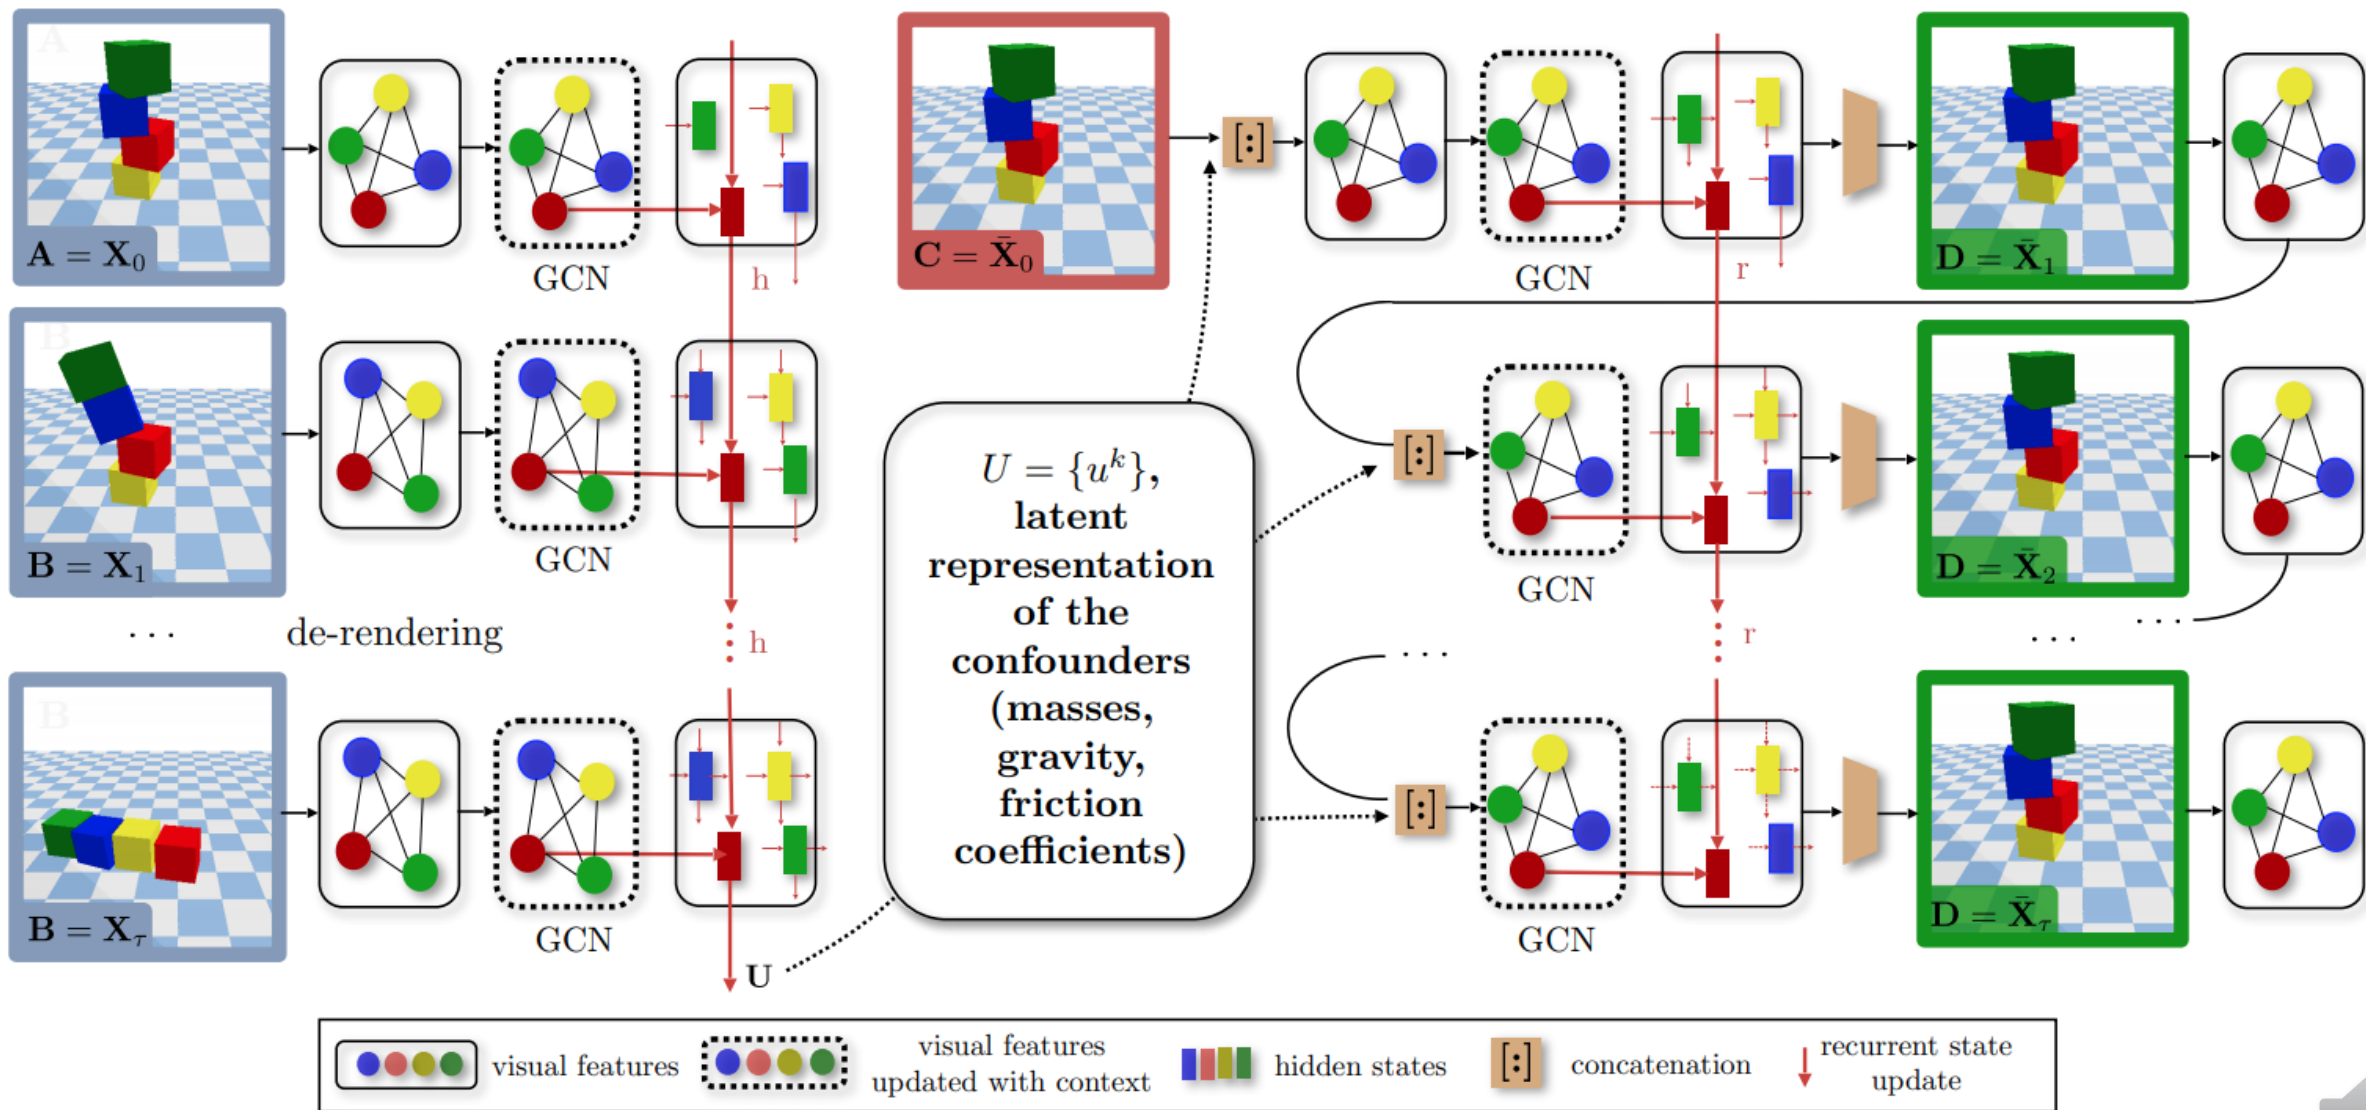 A
A = X₀
GCN
h
B
B = X₁
GCN
... de-rendering
h
B
B = X_τ
GCN
U
C = X̄₀
[:]
GCN
r
D = X̄₁
U = {uᵏ},
latent
representation
of the
confounders
(masses,
gravity,
friction
coefficients)
[:]
GCN
r
D = X̄₂
...
...
...
[:]
GCN
D = X̄_τ
visual features
visual features
updated with context
hidden states
[:]
concatenation
recurrent state
update